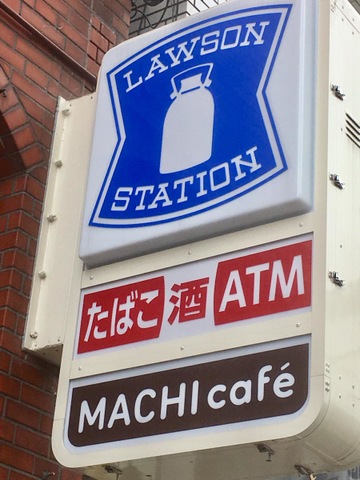 LAWSON
STATION
たばこ 酒 ATM
MACHI café